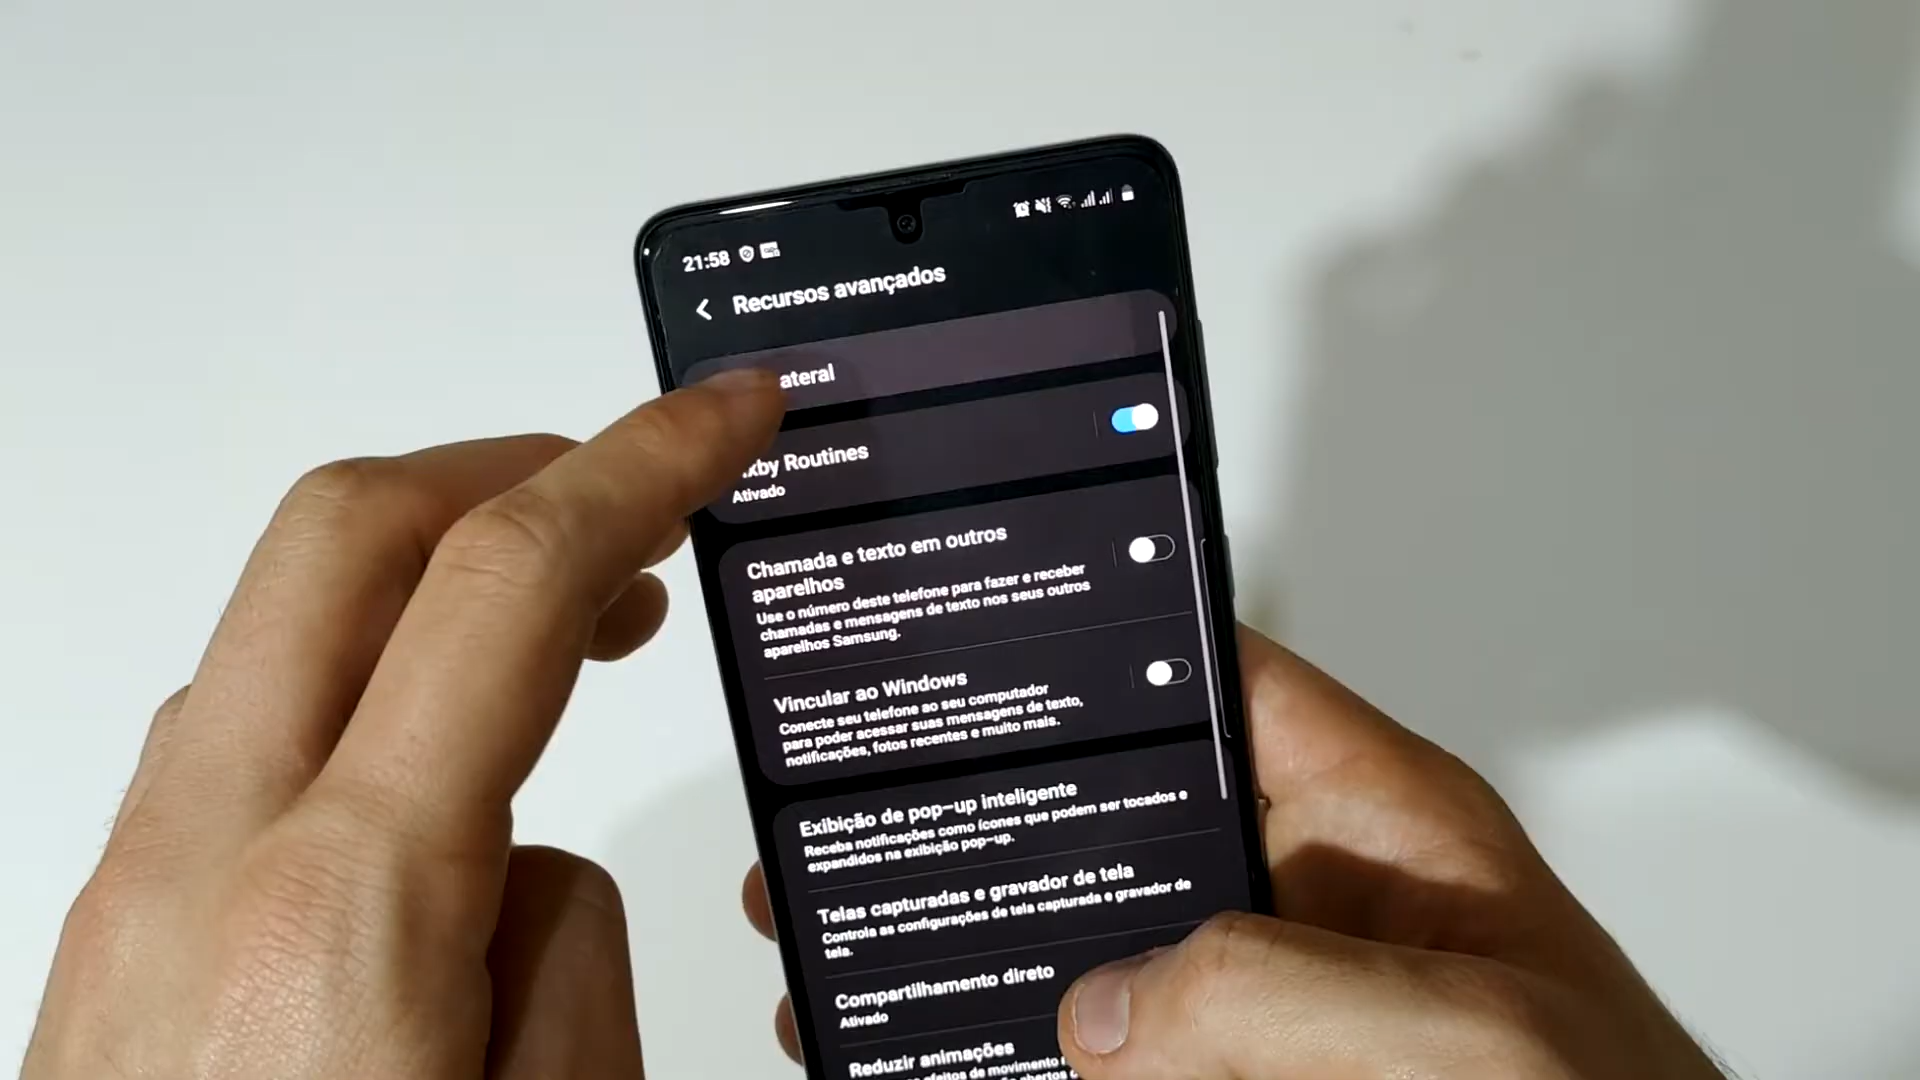 21:58
Recursos avançados
ateral
xby Routines
Ativado
Chamada e texto em outros
aparelhos
Use o número deste telefone para fazer e receber
chamadas e mensagens de texto nos seus outros
aparelhos Samsung.
Vincular ao Windows
Conecte seu telefone ao seu computador
para poder acessar suas mensagens de texto,
notificações, fotos recentes e muito mais.
Exibição de pop-up inteligente
Receba notificações como ícones que podem ser tocados e
expandidos na exibição pop-up.
Telas capturadas e gravador de tela
Controla as configurações de tela capturada e gravador de
tela.
Compartilhamento direto
Ativado
Reduzir animações
efeitos de movimento
abertos